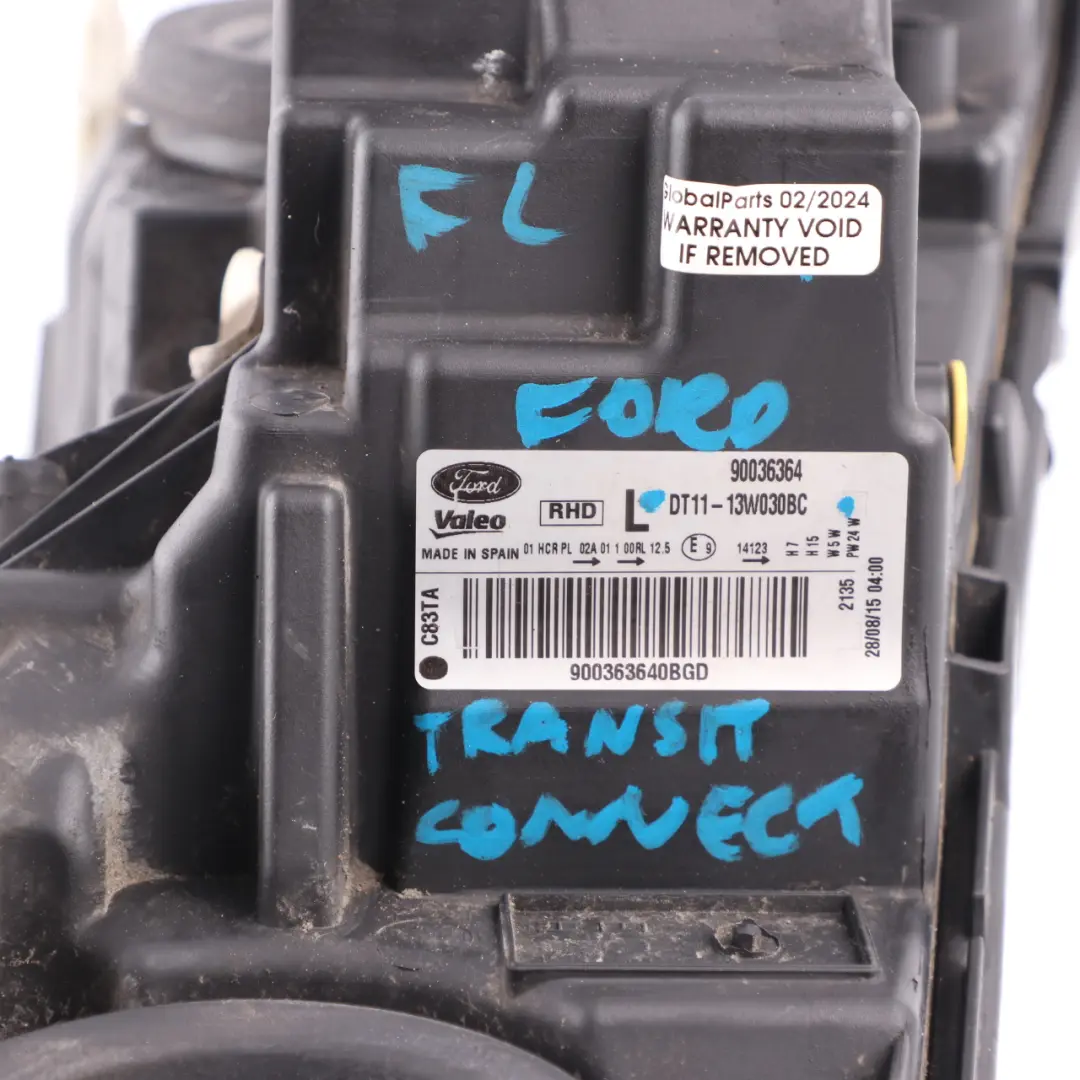 FL
GlobalParts 02/2024
WARRANTY VOID
IF REMOVED
FORD
Ford
Valeo
RHD
L
90036364
DT11-13W030BC
MADE IN SPAIN
01 HCR PL 02A 01 1 00RL 12.5
E 9
14123
H7
H15
W5W
PW24W
C83TA
2135
28/08/15 04:00
900363640BGD
TRANSIT
CONNECT